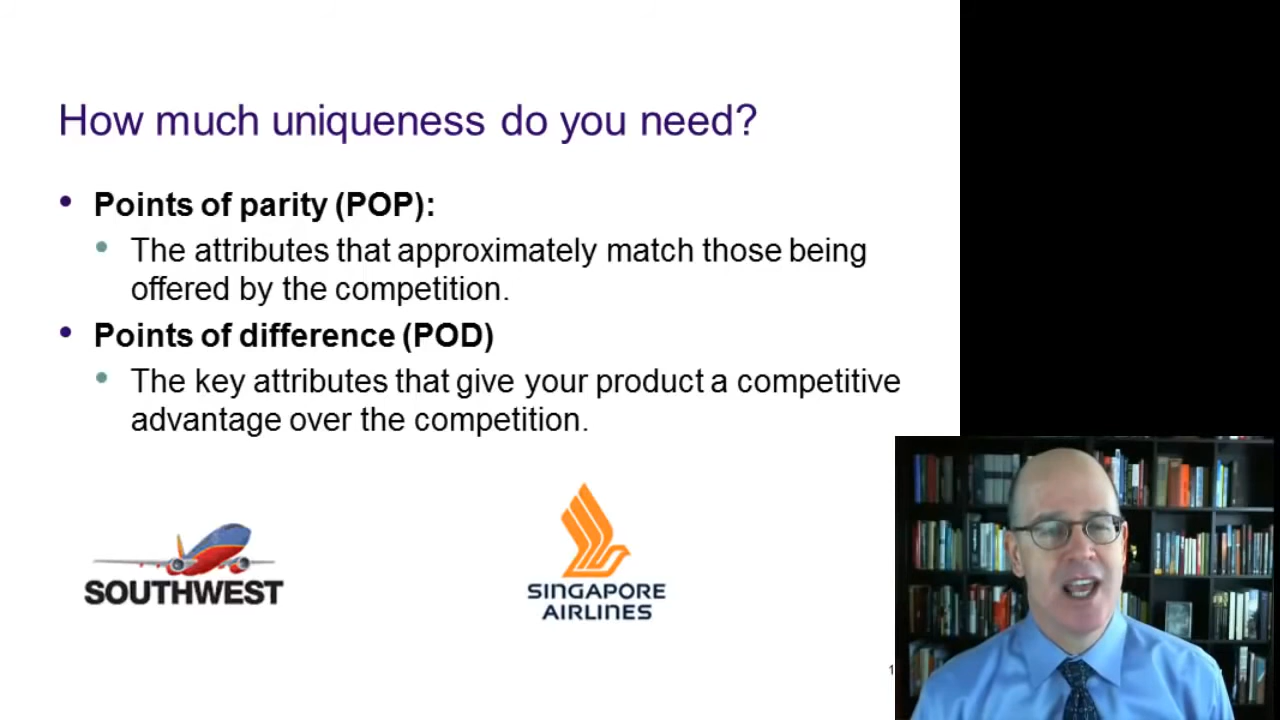 How much uniqueness do you need?
• Points of parity (POP):
• The attributes that approximately match those being
offered by the competition.
• Points of difference (POD)
• The key attributes that give your product a competitive
advantage over the competition.
SOUTHWEST
SINGAPORE
AIRLINES
1